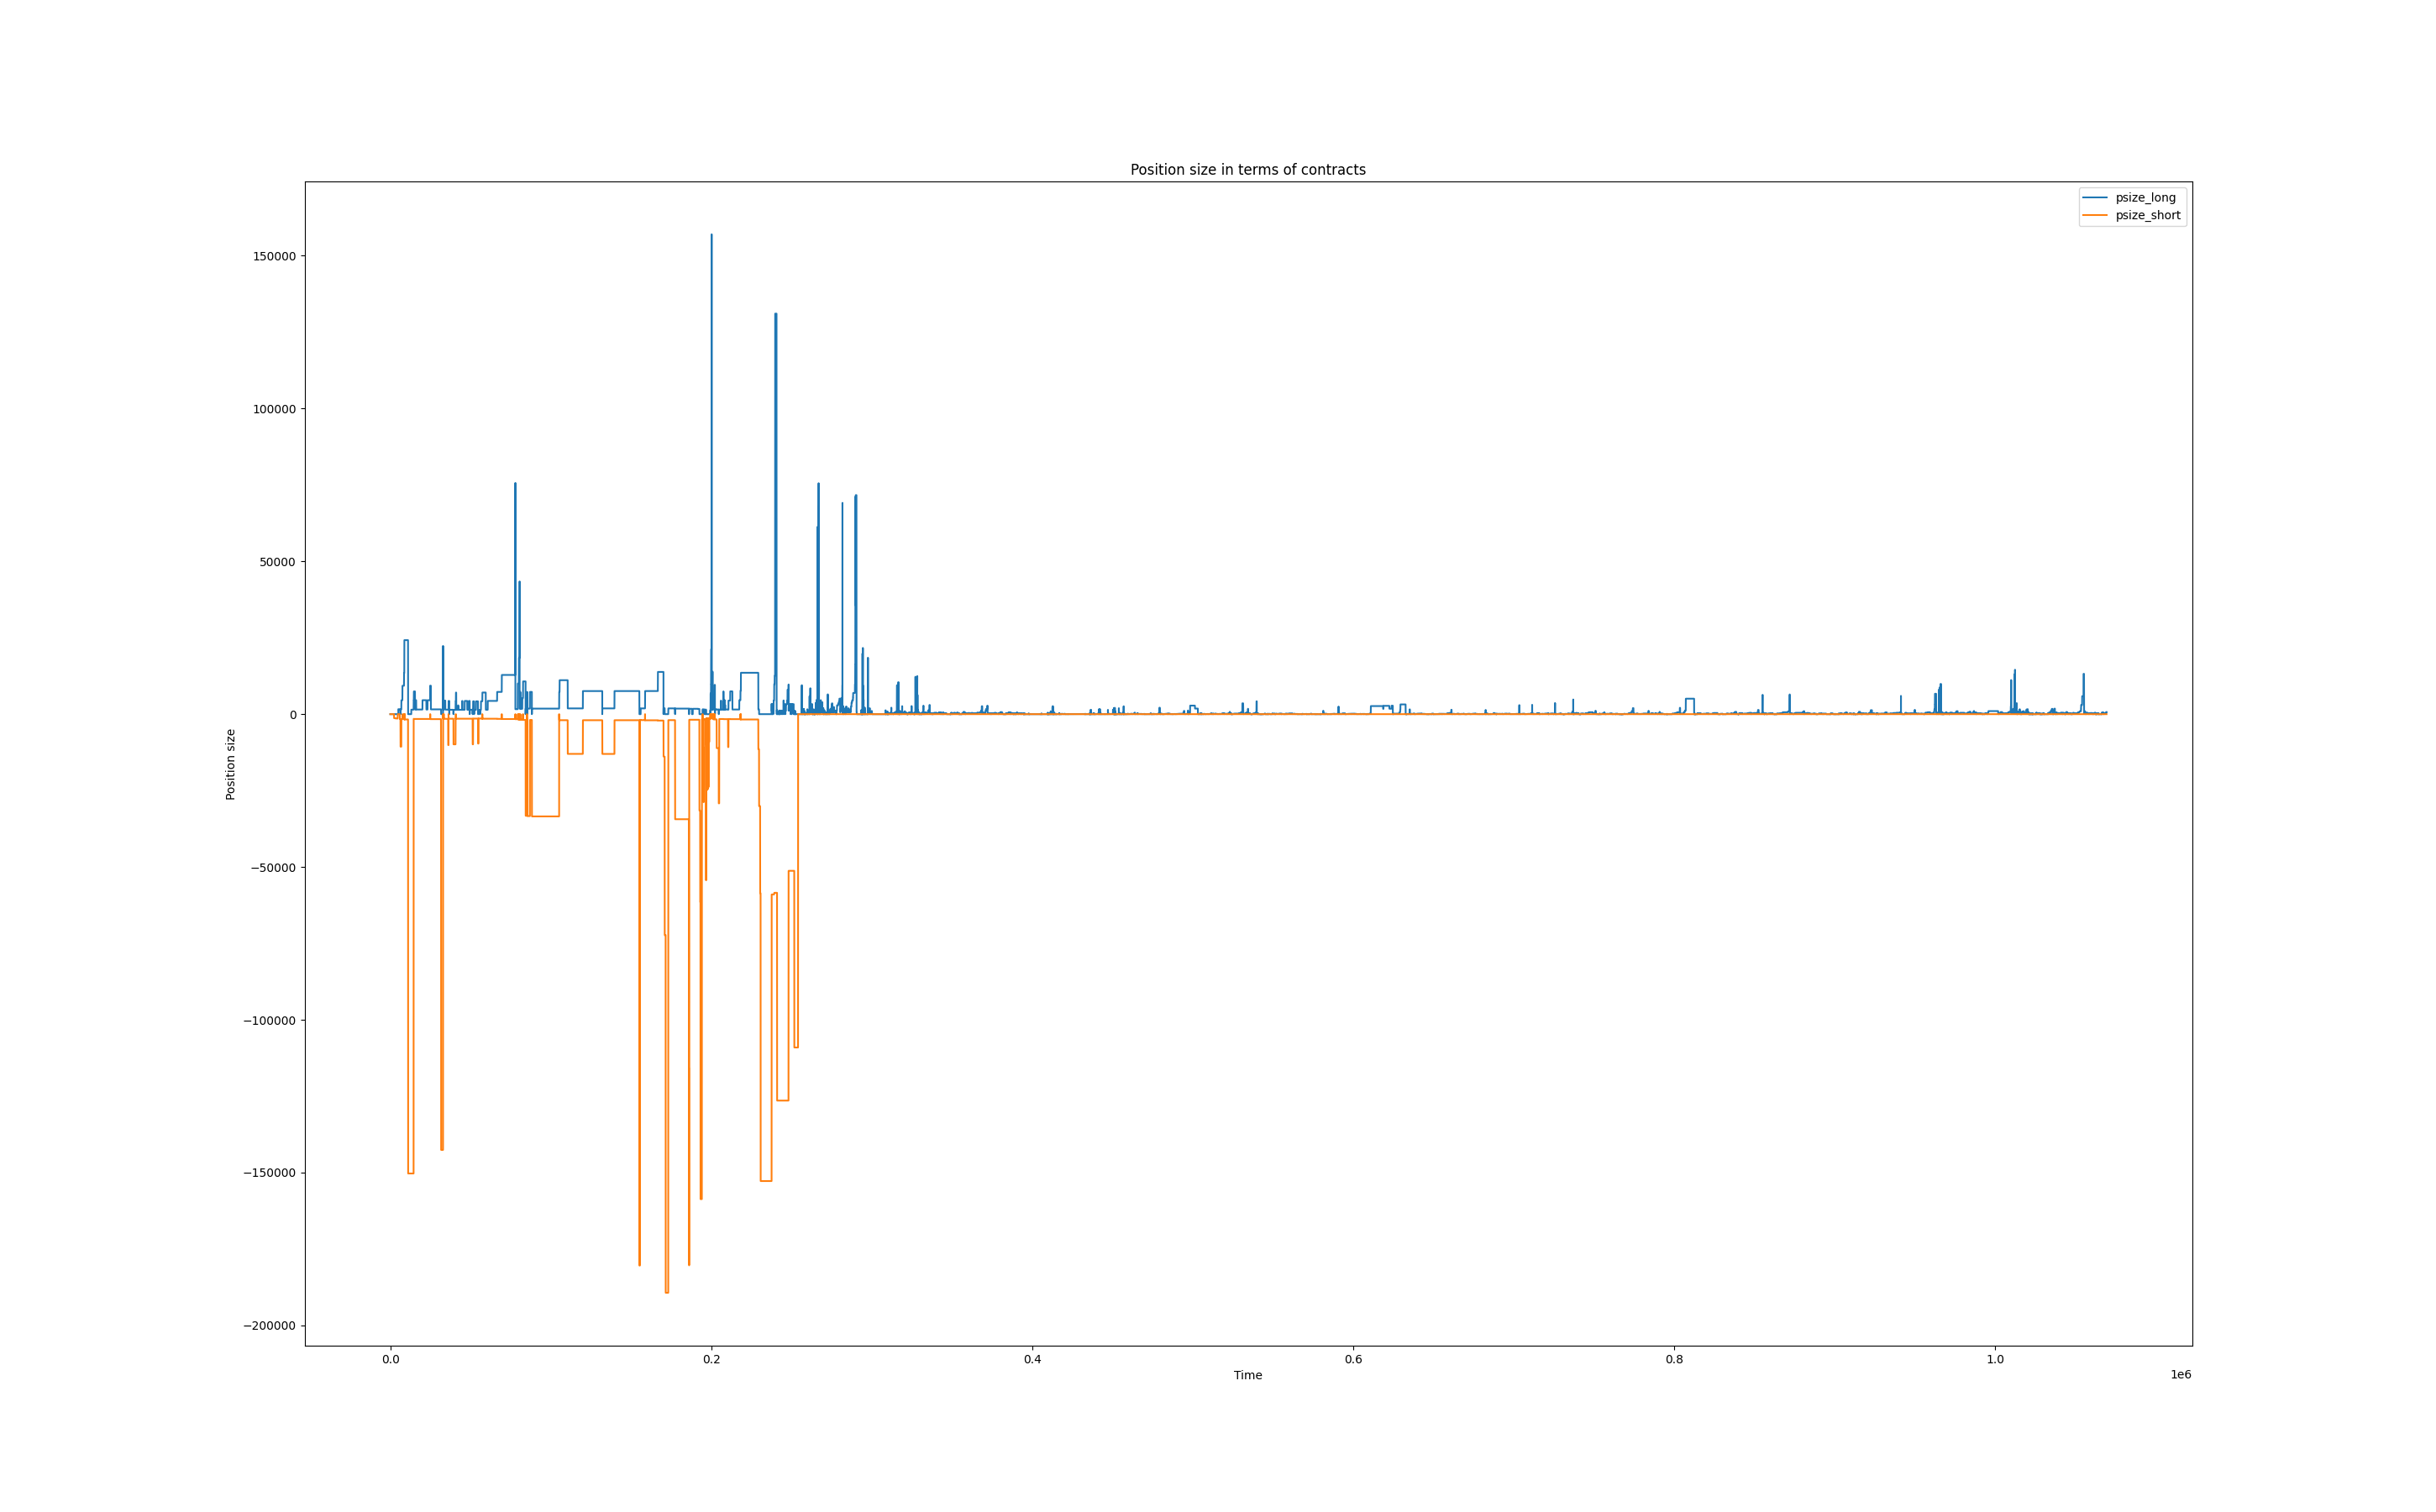 Position size in terms of contracts
psize_long
psize_short
150000
100000
50000
0
−50000
−100000
−150000
−200000
Position size
0.0
0.2
0.4
0.6
0.8
1.0
1e6
Time